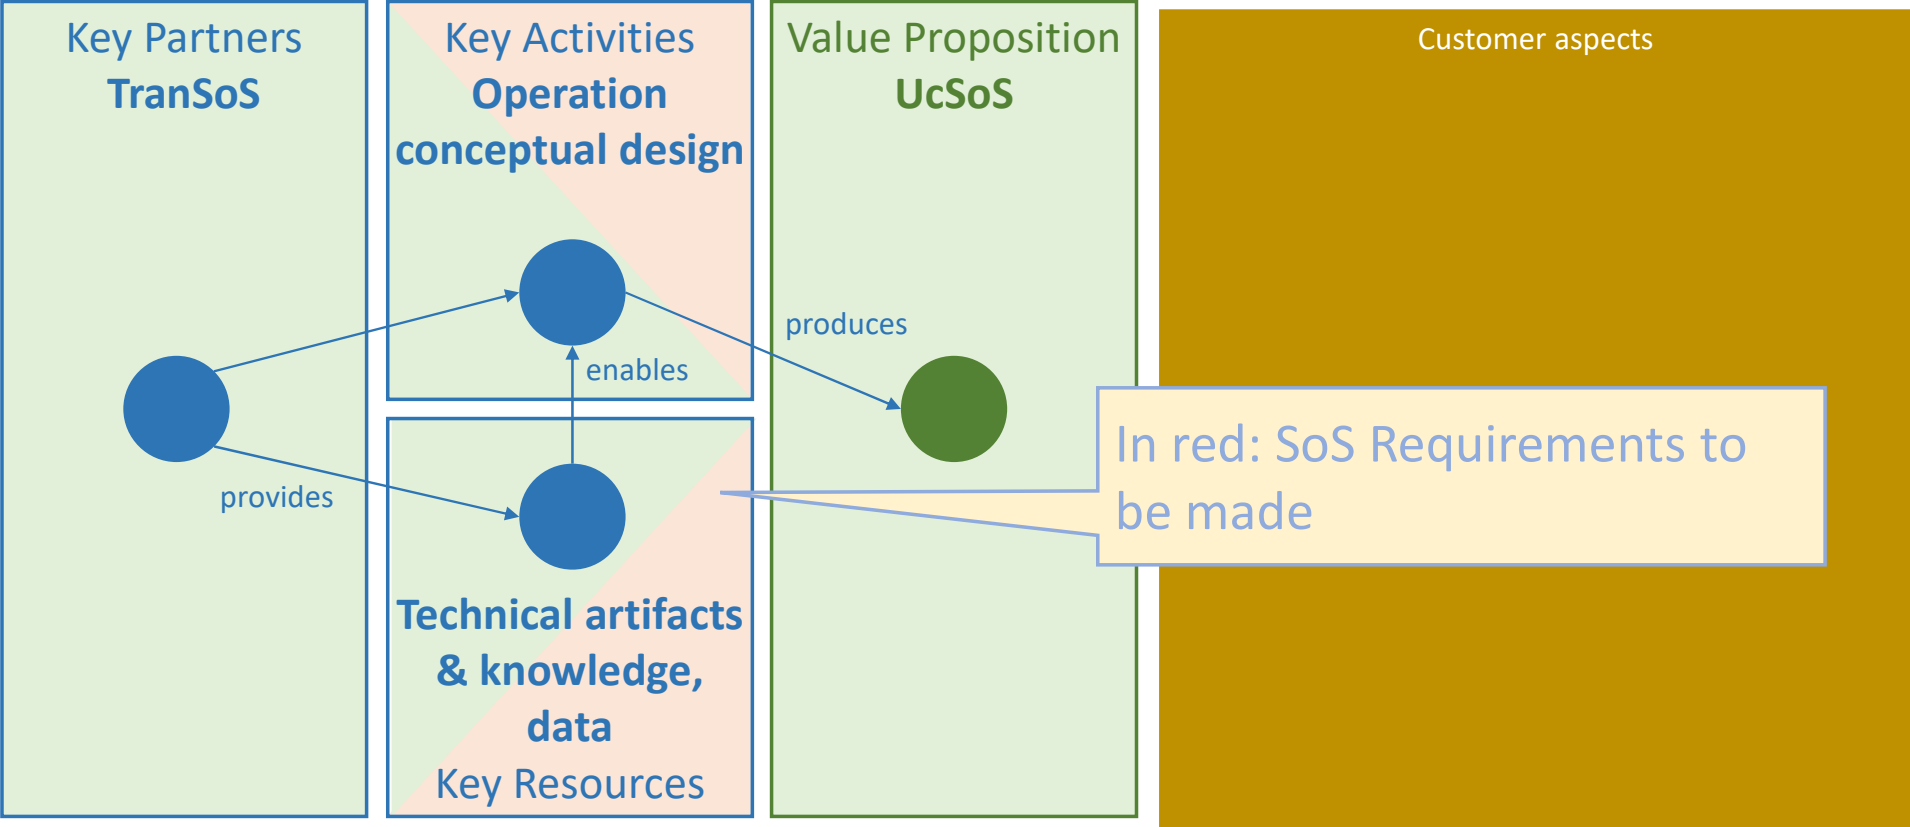 Key Partners
TranSoS
Key Activities
Operation
conceptual design
Value Proposition
UcSoS
Customer aspects
produces
enables
provides
In red: SoS Requirements to
be made
Technical artifacts
& knowledge,
data
Key Resources